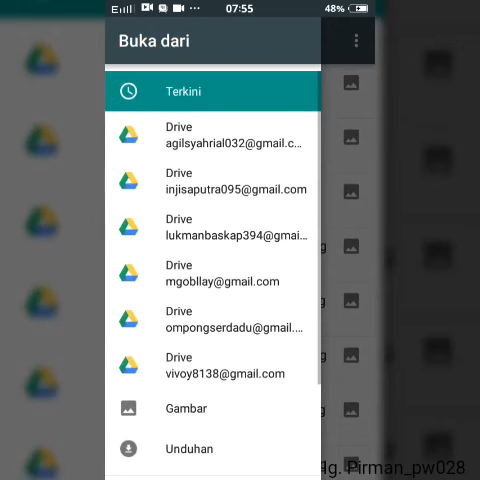 07:55
48%
Buka dari
Terkini
Drive
agilsyahrial032@gmail.c...
Drive
injisaputra095@gmail.com
Drive
lukmanbaskap394@gmai...
Drive
mgobllay@gmail.com
Drive
ompongserdadu@gmail....
Drive
vivoy8138@gmail.com
Gambar
Unduhan
Ig. Pirman_pw028